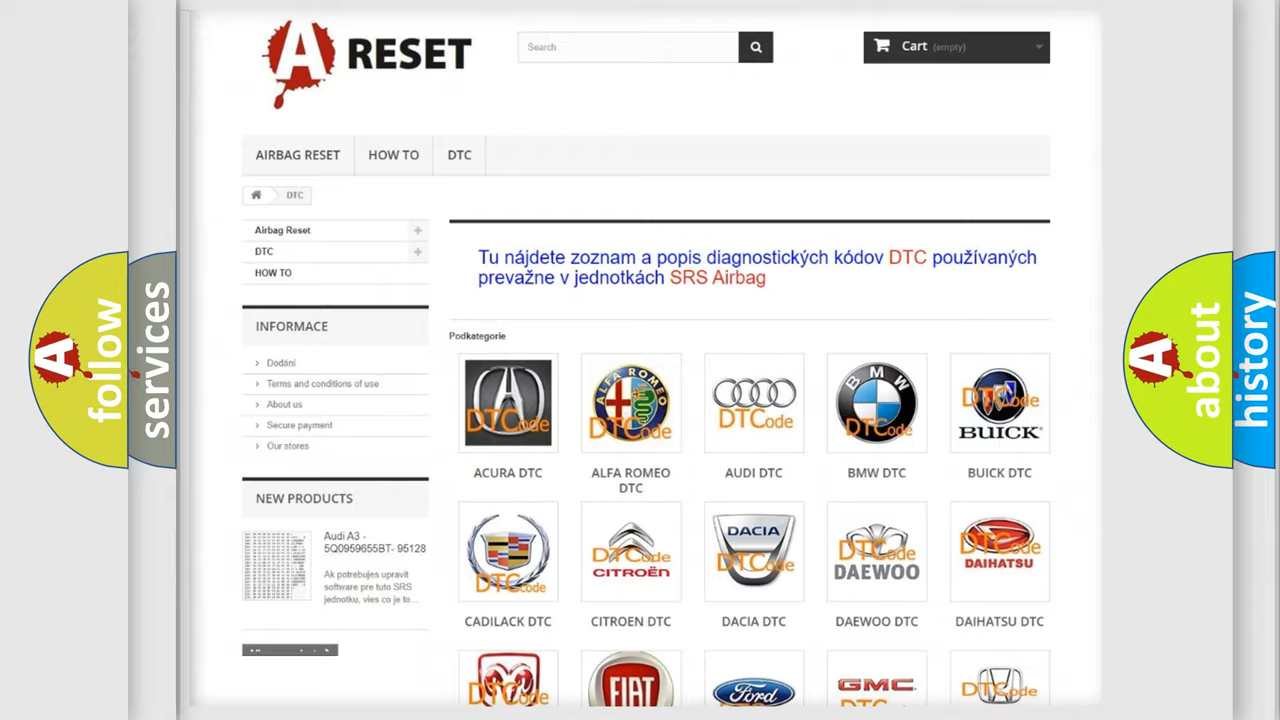 A RESET
Search
Cart (empty)
AIRBAG RESET
HOW TO
DTC
DTC
Airbag Reset
DTC
HOW TO
INFORMACE
Dodání
Terms and conditions of use
About us
Secure payment
Our stores
NEW PRODUCTS
Audi A3 -
5Q0959655BT- 95128
Ak potrebujes upravit
software pre tuto SRS
jednotku, vies co je to...
Tu nájdete zoznam a popis diagnostických kódov DTC používaných
prevažne v jednotkách SRS Airbag
Podkategorie
DTCode
ALFA ROMEO
DTCode
DTCode
BMW
DTCode
DTCode
BUICK
ACURA DTC
ALFA ROMEO
DTC
AUDI DTC
BMW DTC
BUICK DTC
DTCode
DTCode
CITROËN
DACIA
DTCode
DTCode
DAEWOO
DTCode
DAIHATSU
CADILACK DTC
CITROEN DTC
DACIA DTC
DAEWOO DTC
DAIHATSU DTC
DTCode
FIAT
Ford
GMC
DTCode
A follow
services
A about
history